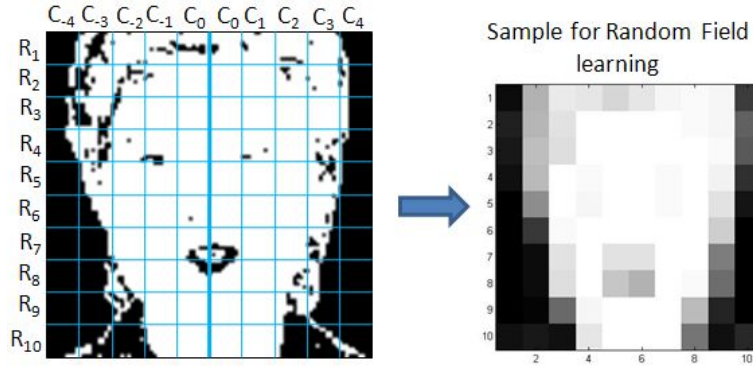 C-4 C-3 C-2 C-1 C0 C0 C1 C2 C3 C4
R1
R2
R3
R4
R5
R6
R7
R8
R9
R10
Sample for Random Field
learning
1
2
3
4
5
6
7
8
9
10
2 4 6 8 10